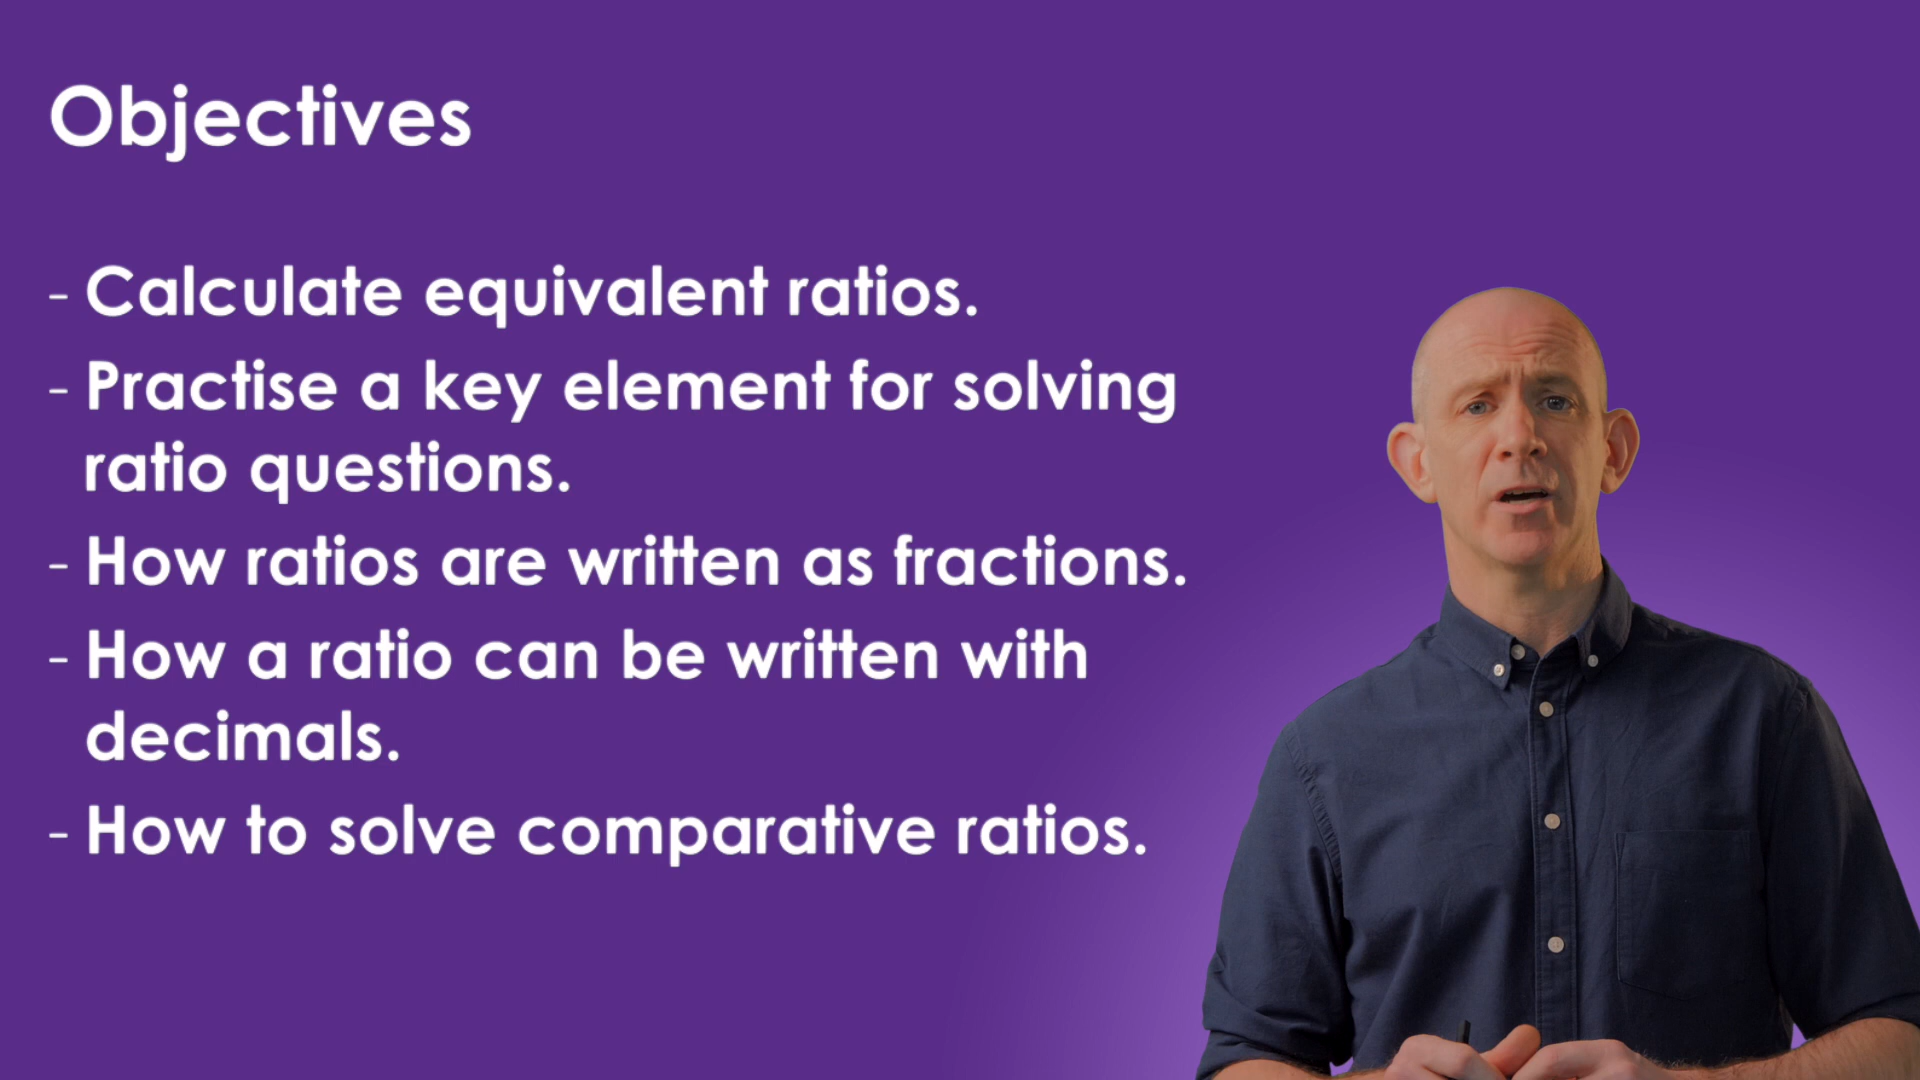 Objectives
- Calculate equivalent ratios.
- Practise a key element for solving
ratio questions.
- How ratios are written as fractions.
- How a ratio can be written with
decimals.
- How to solve comparative ratios.